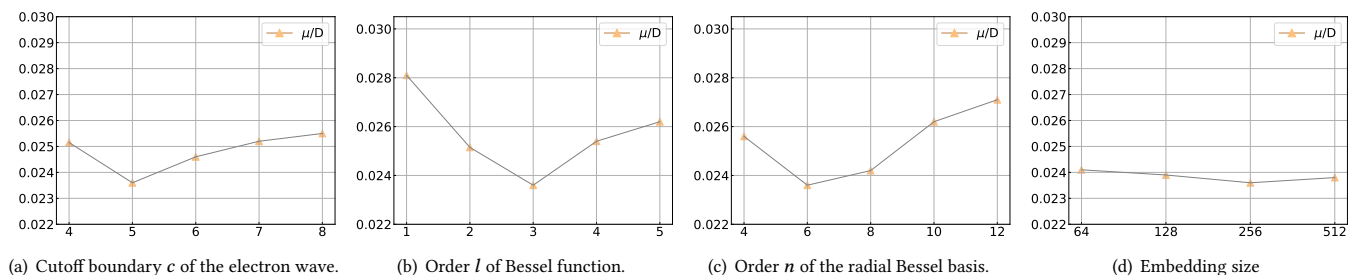 0.030
0.029
0.028
0.027
0.026
0.025
0.024
0.023
0.022
4 5 6 7 8
μ/D
(a) Cutoff boundary c of the electron wave.
0.030
0.028
0.026
0.024
0.022
1 2 3 4 5
μ/D
(b) Order l of Bessel function.
0.030
0.028
0.026
0.024
0.022
4 6 8 10 12
μ/D
(c) Order n of the radial Bessel basis.
0.030
0.029
0.028
0.027
0.026
0.025
0.024
0.023
0.022
64 128 256 512
μ/D
(d) Embedding size